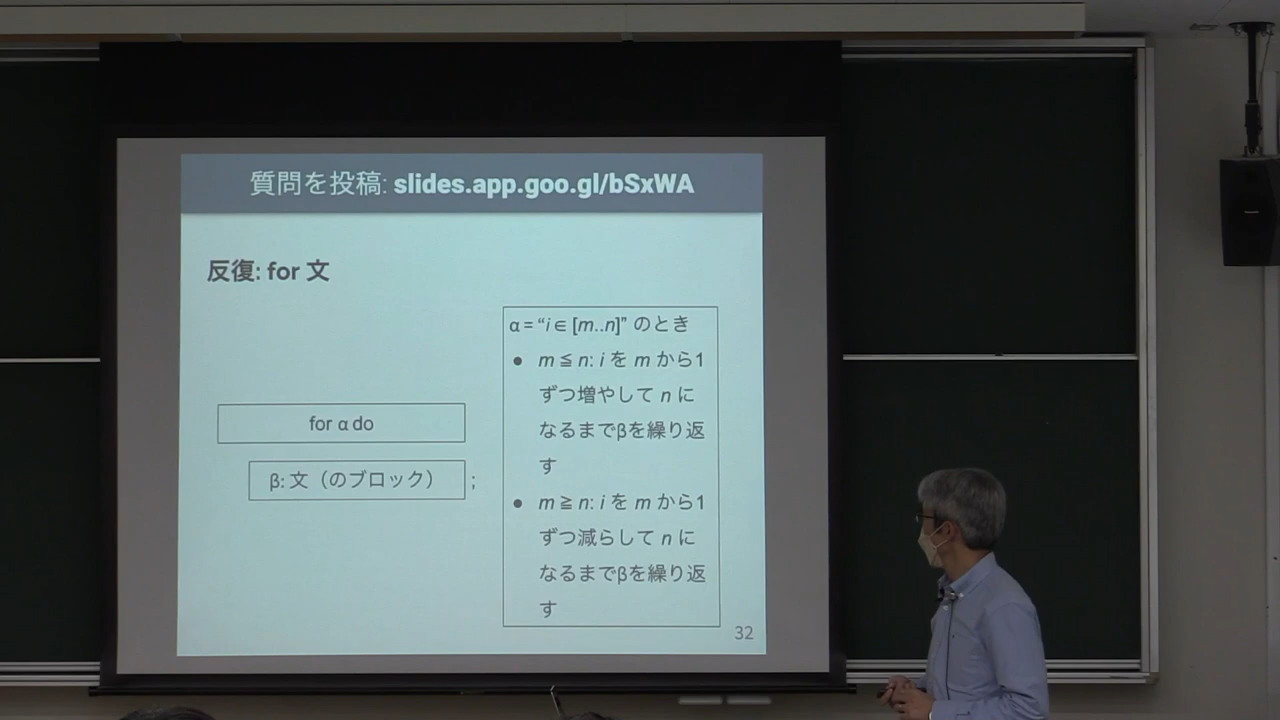 質問を投稿: slides.app.goo.gl/bSxWA
反復: for 文
for α do
β: 文（のブロック） ;
α = “i ∈ [m..n]” のとき
● m ≦ n: i を m から1
ずつ増やして n に
なるまでβを繰り返
す
● m ≧ n: i を m から1
ずつ減らして n に
なるまでβを繰り返
す
32